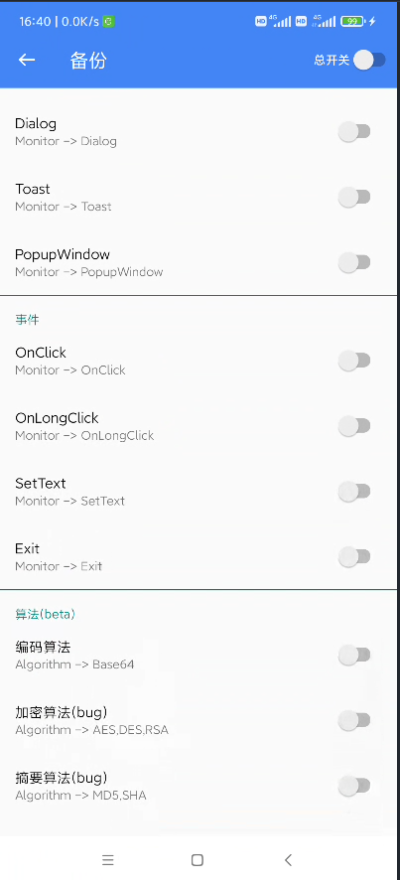 16:40 | 0.0K/s HD 4G HD 4G 99
备份 总开关
Dialog
Monitor -> Dialog
Toast
Monitor -> Toast
PopupWindow
Monitor -> PopupWindow
事件
OnClick
Monitor -> OnClick
OnLongClick
Monitor -> OnLongClick
SetText
Monitor -> SetText
Exit
Monitor -> Exit
算法(beta)
编码算法
Algorithm -> Base64
加密算法(bug)
Algorithm -> AES,DES,RSA
摘要算法(bug)
Algorithm -> MD5,SHA